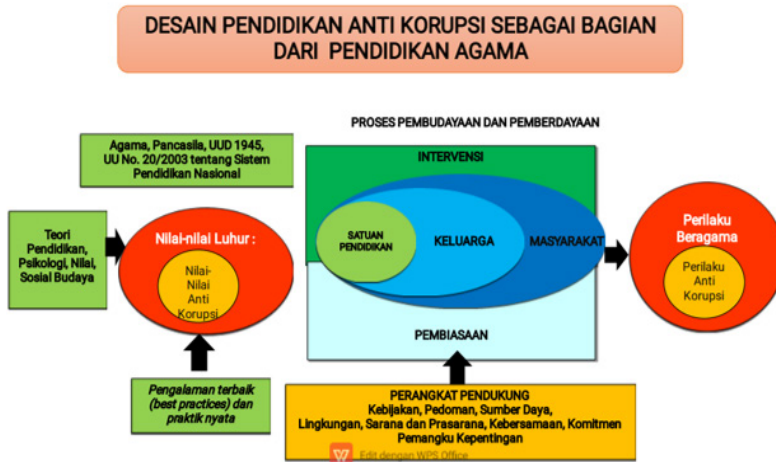 DESAIN PENDIDIKAN ANTI KORUPSI SEBAGAI BAGIAN
DARI PENDIDIKAN AGAMA
PROSES PEMBUDAYAAN DAN PEMBERDAYAAN
Agama, Pancasila, UUD 1945,
UU No. 20/2003 tentang Sistem
Pendidikan Nasional
INTERVENSI
Teori
Pendidikan,
Psikologi, Nilai,
Sosial Budaya
Nilai-nilai Luhur :
Nilai-
Nilai
Anti
Korupsi
SATUAN
PENDIDIKAN
KELUARGA
MASYARAKAT
Perilaku
Beragama
Perilaku
Anti
Korupsi
PEMBIASAAN
Pengalaman terbaik
(best practices) dan
praktik nyata
PERANGKAT PENDUKUNG
Kebijakan, Pedoman, Sumber Daya,
Lingkungan, Sarana dan Prasarana, Kebersamaan, Komitmen
Pemangku Kepentingan
Edit dengan WPS Office